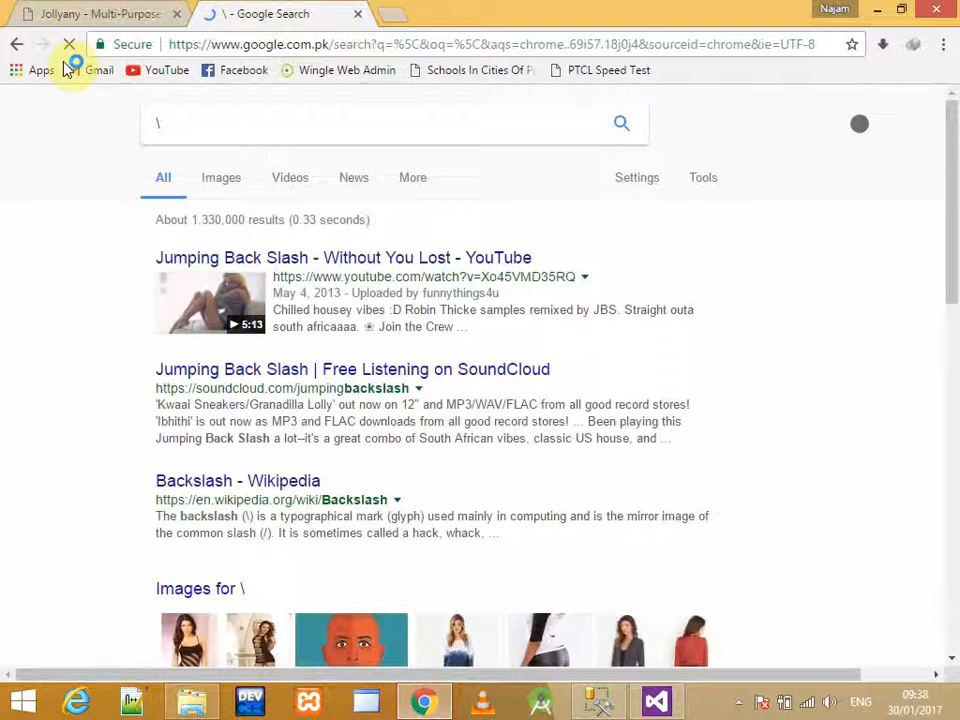 Jollyany - Multi-Purpose
\ - Google Search
Najam
Secure
https://www.google.com.pk/search?q=%5C&oq=%5C&aqs=chrome..69i57.18j0j4&sourceid=chrome&ie=UTF-8
Apps
Gmail
YouTube
Facebook
Wingle Web Admin
Schools In Cities Of P
PTCL Speed Test
\
All
Images
Videos
News
More
Settings
Tools
About 1,330,000 results (0.33 seconds)
Jumping Back Slash - Without You Lost - YouTube
https://www.youtube.com/watch?v=Xo45VMD35RQ
May 4, 2013 - Uploaded by funnythings4u
Chilled housey vibes :D Robin Thicke samples remixed by JBS. Straight outa
south africaaaa. ❀ Join the Crew ...
5:13
Jumping Back Slash | Free Listening on SoundCloud
https://soundcloud.com/jumpingbackslash
'Kwaai Sneakers/Granadilla Lolly' out now on 12" and MP3/WAV/FLAC from all good record stores!
'Ibhithi' is out now as MP3 and FLAC downloads from all good record stores! ... Been playing this
Jumping Back Slash a lot--it's a great combo of South African vibes, classic US house, and ...
Backslash - Wikipedia
https://en.wikipedia.org/wiki/Backslash
The backslash (\) is a typographical mark (glyph) used mainly in computing and is the mirror image of
the common slash (/). It is sometimes called a hack, whack, ...
Images for \
DEV
ENG
09:38
30/01/2017